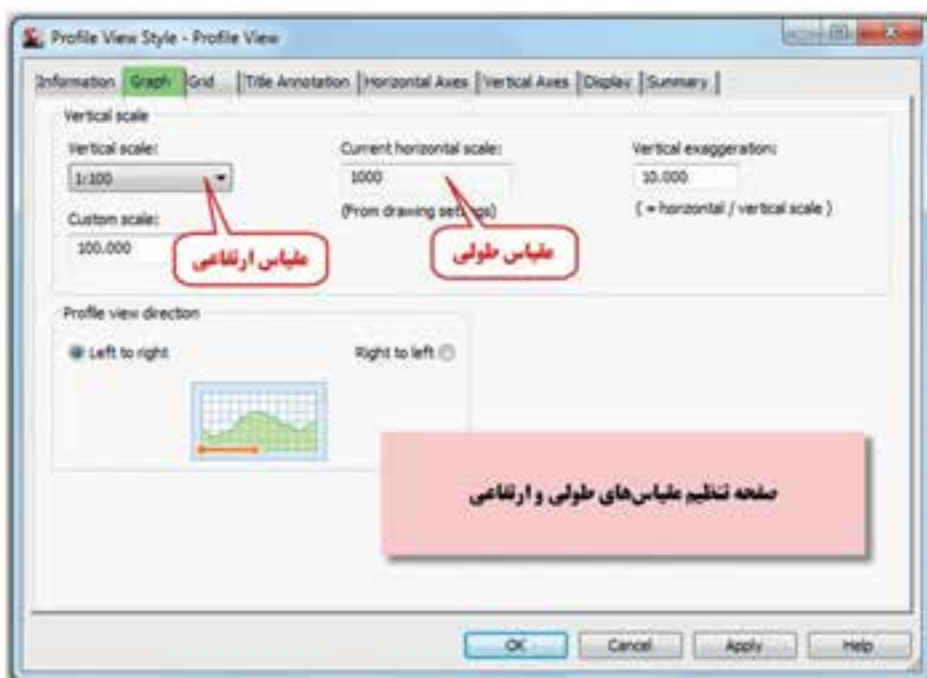 Profile View Style - Profile View
Information Graph Grid Title Annotation Horizontal Axes Vertical Axes Display Summary
Vertical scale
Vertical scale:
Current horizontal scale:
Vertical exaggeration:
1:100
1000
10.000
(From drawing settings)
( = horizontal / vertical scale )
Custom scale:
100.000
مقیاس ارتفاعی
مقیاس طولی
Profile view direction
Left to right
Right to left
صفحه تنظیم مقیاس‌های طولی و ارتفاعی
OK Cancel Apply Help